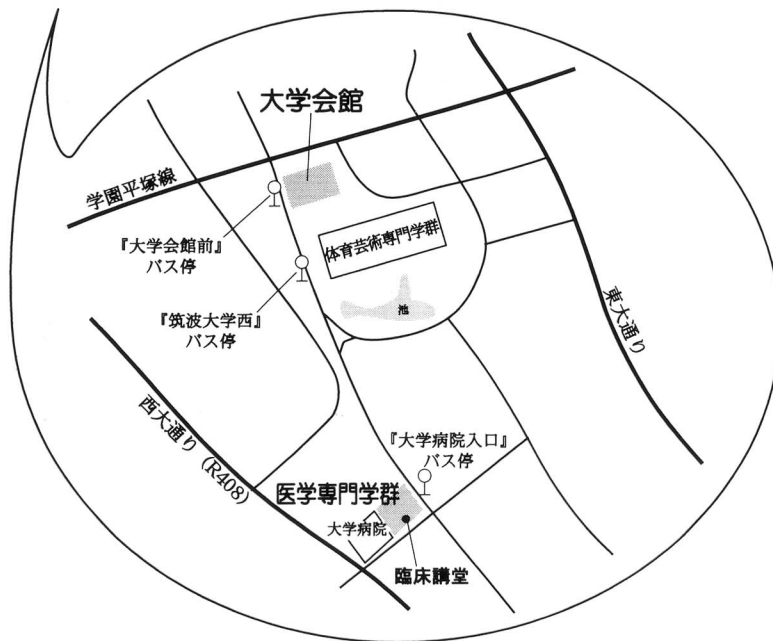 大学会館
学園平塚線
『大学会館前』
バス停
体育芸術専門学群
『筑波大学西』
バス停
池
東大通り
西大通り (R408)
『大学病院入口』
バス停
医学専門学群
大学病院
臨床講堂